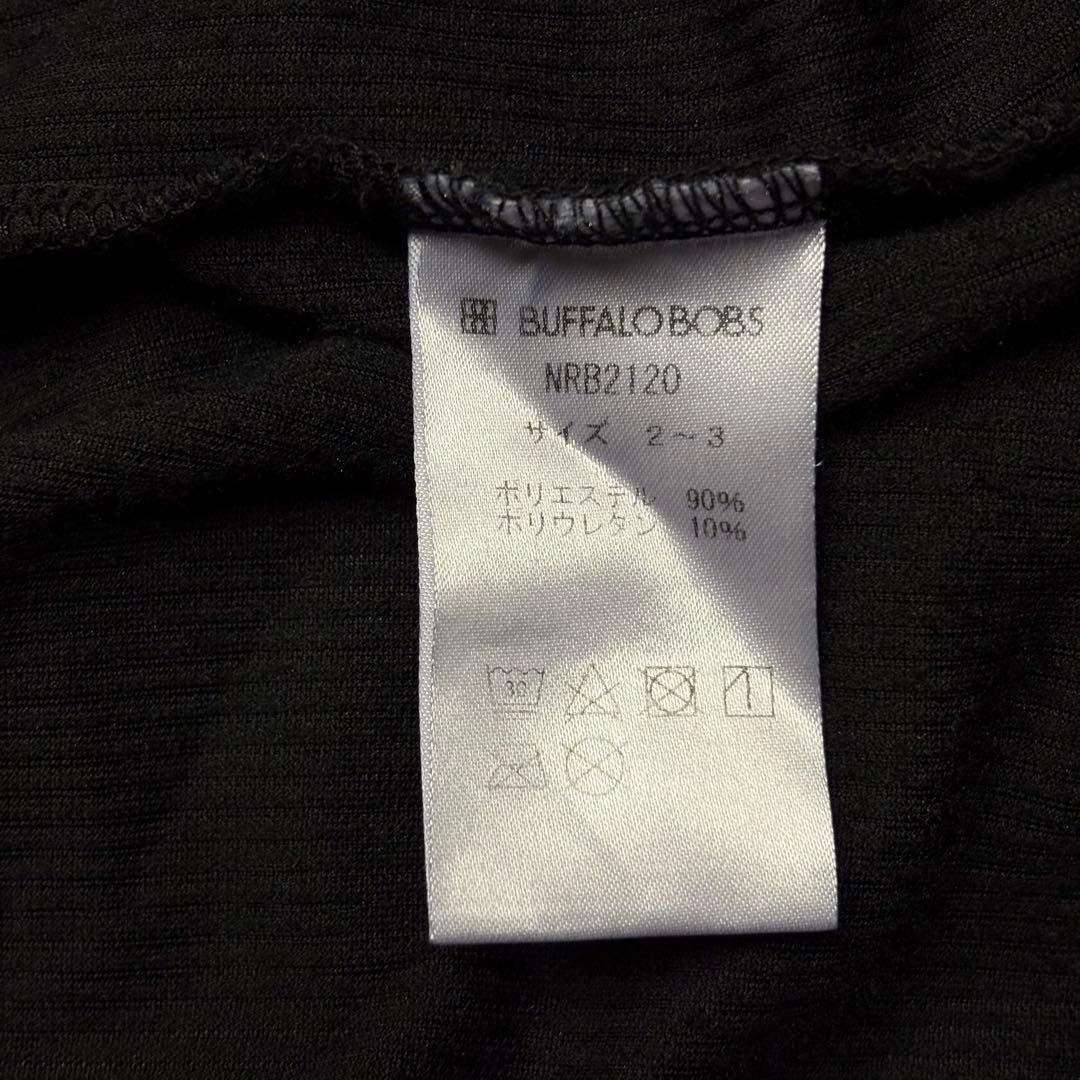 BUFFALO BOBS
NRB2120
サイズ 2~3
ポリエステル 90%
ポリウレタン 10%
30